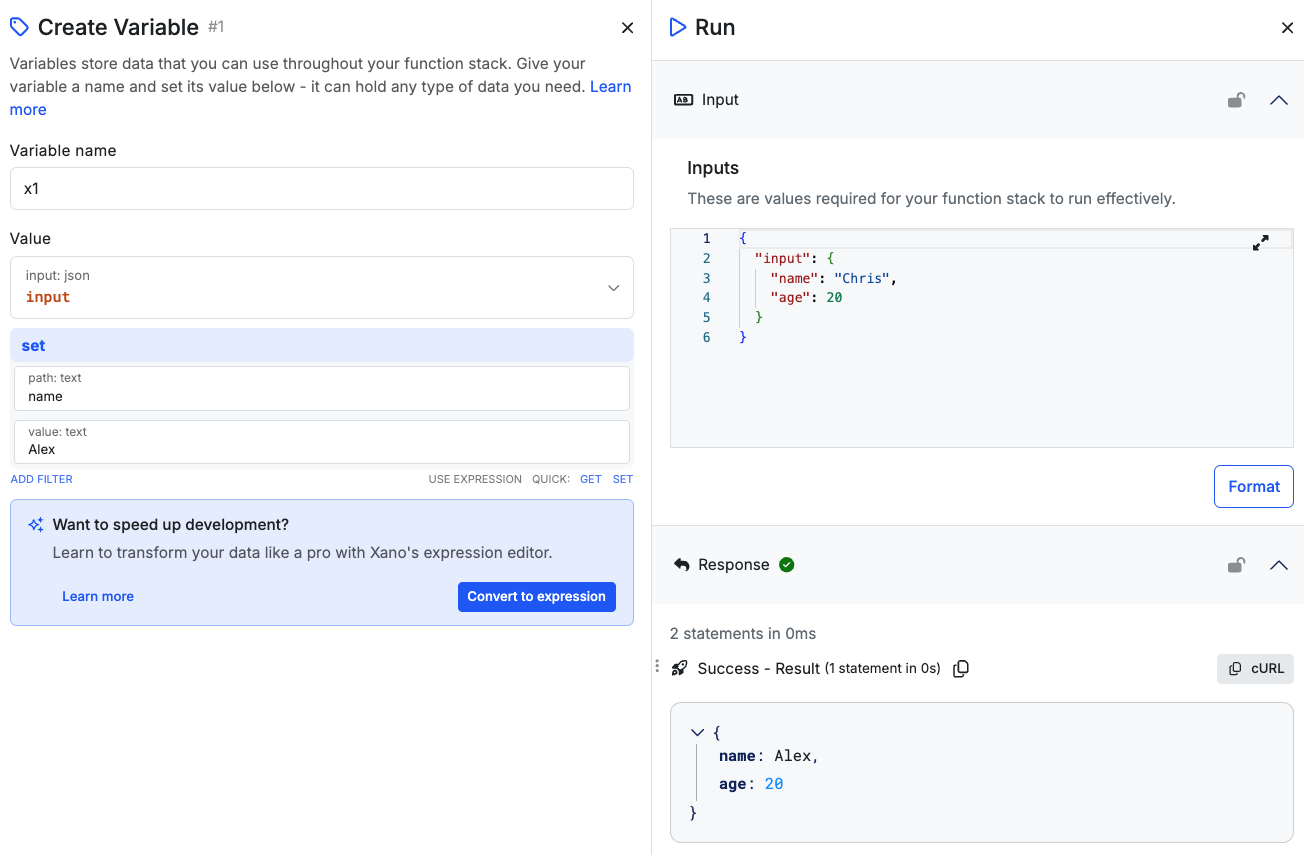 Create Variable #1
Variables store data that you can use throughout your function stack. Give your
variable a name and set its value below - it can hold any type of data you need. Learn
more
Variable name
x1
Value
input: json
input
set
path: text
name
value: text
Alex
ADD FILTER
USE EXPRESSION QUICK: GET SET
Want to speed up development?
Learn to transform your data like a pro with Xano's expression editor.
Learn more
Convert to expression
Run
Input
Inputs
These are values required for your function stack to run effectively.
1 {
2 "input": {
3 "name": "Chris",
4 "age": 20
5 }
6 }
Format
Response
2 statements in 0ms
Success - Result (1 statement in 0s)
cURL
{
name: Alex,
age: 20
}